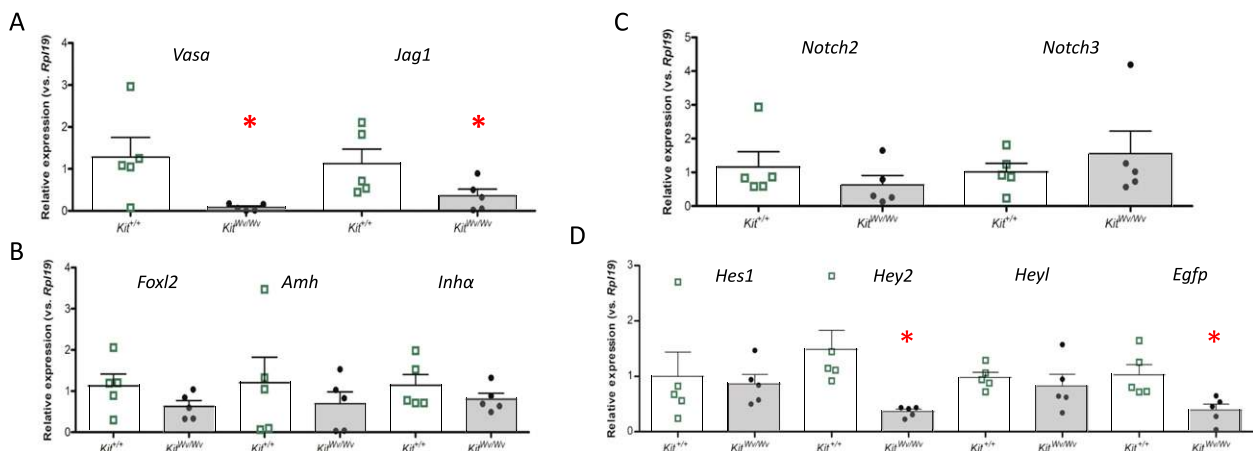 A
Relative expression (vs. Rpl19)
4
3
2
1
0
Vasa
Jag1
*
*
Kit+/+
KitWv/Wv
Kit+/+
KitWv/Wv
B
Relative expression (vs. Rpl19)
4
3
2
1
0
Foxl2
Amh
Inhα
Kit+/+
KitWv/Wv
Kit+/+
KitWv/Wv
Kit+/+
KitWv/Wv
C
Relative expression (vs. Rpl19)
5
4
3
2
1
0
Notch2
Notch3
Kit+/+
KitWv/Wv
Kit+/+
KitWv/Wv
D
Relative expression (vs. Rpl19)
3
2
1
0
Hes1
Hey2
Heyl
Egfp
*
*
Kit+/+
KitWv/Wv
Kit+/+
KitWv/Wv
Kit+/+
KitWv/Wv
Kit+/+
KitWv/Wv